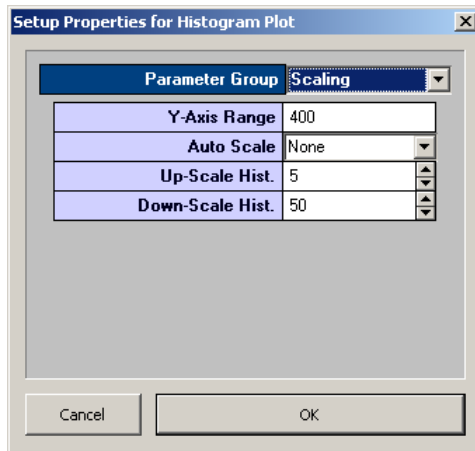 Setup Properties for Histogram Plot
Parameter Group Scaling
Y-Axis Range 400
Auto Scale None
Up-Scale Hist. 5
Down-Scale Hist. 50
Cancel OK